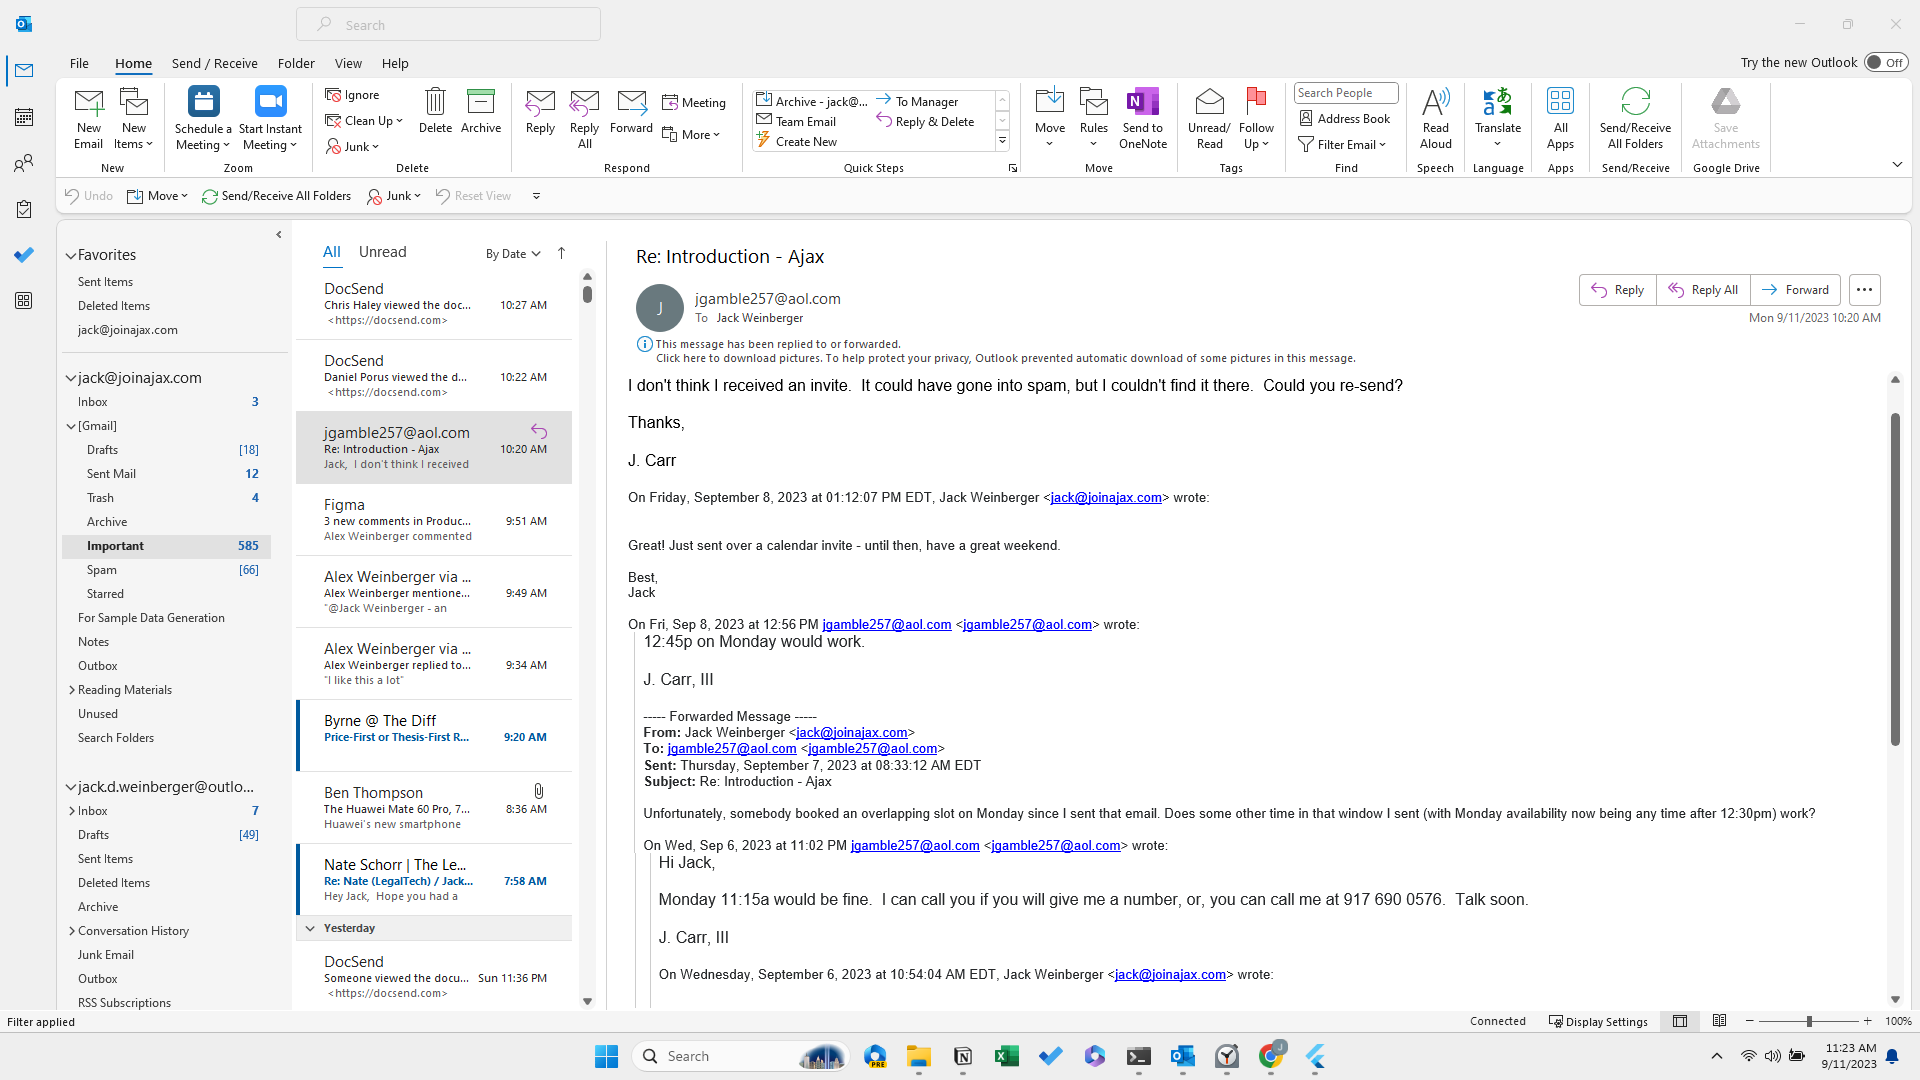 Search
File Home Send / Receive Folder View Help
Try the new Outlook Off
New Email
New Items
New
Schedule a Meeting
Start Instant Meeting
Zoom
Ignore
Clean Up
Junk
Delete
Archive
Delete
Reply
Reply All
Forward
Meeting
More
Respond
Archive - jack@...
Team Email
Create New
To Manager
Reply & Delete
Quick Steps
Move
Rules
Send to OneNote
Move
Unread/ Read
Follow Up
Tags
Search People
Address Book
Filter Email
Find
Read Aloud
Speech
Translate
Language
All Apps
Apps
Send/Receive All Folders
Send/Receive
Save Attachments
Google Drive
Undo Move Send/Receive All Folders Junk Reset View
Favorites
Sent Items
Deleted Items
jack@joinajax.com
jack@joinajax.com
Inbox 3
[Gmail]
Drafts [18]
Sent Mail 12
Trash 4
Archive
Important 585
Spam [66]
Starred
For Sample Data Generation
Notes
Outbox
Reading Materials
Unused
Search Folders
jack.d.weinberger@outlo...
Inbox 7
Drafts [49]
Sent Items
Deleted Items
Archive
Conversation History
Junk Email
Outbox
RSS Subscriptions
All Unread By Date
DocSend
Chris Haley viewed the doc... 10:27 AM
<https://docsend.com>
DocSend
Daniel Porus viewed the d... 10:22 AM
<https://docsend.com>
jgamble257@aol.com
Re: Introduction - Ajax 10:20 AM
Jack, I don't think I received
Figma
3 new comments in Produc... 9:51 AM
Alex Weinberger commented
Alex Weinberger via ...
Alex Weinberger mentione... 9:49 AM
"@Jack Weinberger - an
Alex Weinberger via ...
Alex Weinberger replied to... 9:34 AM
"I like this a lot"
Byrne @ The Diff
Price-First or Thesis-First R... 9:20 AM
Ben Thompson
The Huawei Mate 60 Pro, 7... 8:36 AM
Huawei's new smartphone
Nate Schorr | The Le...
Re: Nate (LegalTech) / Jack... 7:58 AM
Hey Jack, Hope you had a
Yesterday
DocSend
Someone viewed the docu... Sun 11:36 PM
<https://docsend.com>
Re: Introduction - Ajax
J
jgamble257@aol.com
To Jack Weinberger
Reply Reply All Forward
Mon 9/11/2023 10:20 AM
This message has been replied to or forwarded.
Click here to download pictures. To help protect your privacy, Outlook prevented automatic download of some pictures in this message.
I don't think I received an invite. It could have gone into spam, but I couldn't find it there. Could you re-send?
Thanks,
J. Carr
On Friday, September 8, 2023 at 01:12:07 PM EDT, Jack Weinberger <jack@joinajax.com> wrote:
Great! Just sent over a calendar invite - until then, have a great weekend.
Best,
Jack
On Fri, Sep 8, 2023 at 12:56 PM jgamble257@aol.com <jgamble257@aol.com> wrote:
12:45p on Monday would work.
J. Carr, III
----- Forwarded Message -----
From: Jack Weinberger <jack@joinajax.com>
To: jgamble257@aol.com <jgamble257@aol.com>
Sent: Thursday, September 7, 2023 at 08:33:12 AM EDT
Subject: Re: Introduction - Ajax
Unfortunately, somebody booked an overlapping slot on Monday since I sent that email. Does some other time in that window I sent (with Monday availability now being any time after 12:30pm) work?
On Wed, Sep 6, 2023 at 11:02 PM jgamble257@aol.com <jgamble257@aol.com> wrote:
Hi Jack,
Monday 11:15a would be fine. I can call you if you will give me a number, or, you can call me at 917 690 0576. Talk soon.
J. Carr, III
On Wednesday, September 6, 2023 at 10:54:04 AM EDT, Jack Weinberger <jack@joinajax.com> wrote:
Filter applied Connected Display Settings 100%
Search
PRE
J
11:23 AM
9/11/2023